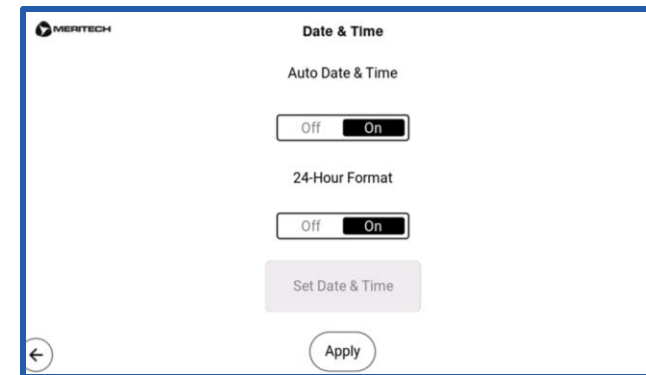 MERITECH
Date & Time
Auto Date & Time
Off On
24-Hour Format
Off On
Set Date & Time
Apply